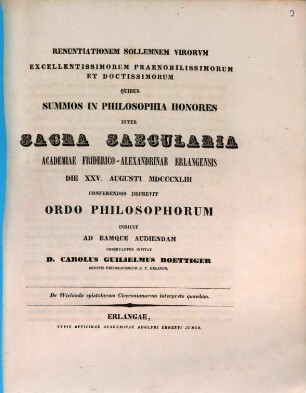 RENUNTIATIONEM SOLLEMNEM VIRORVM
EXCELLENTISSIMORUM PRAENOBILISSIMORUM
ET DOCTISSIMORUM
QUIBUS
SUMMOS IN PHILOSOPHIA HONORES
INTER
SACRA SAECULARIA
ACADEMIAE FRIDERICO-ALEXANDRINAE ERLANGENSIS
DIE XXV. AUGUSTI MDCCCXLIII
CONFERENDOS DECREVIT
ORDO PHILOSOPHORUM
INDICIT
AD EAMQUE AUDIENDAM
OBSERVANTER INVITAT
D. CAROLUS GUILIELMUS BOETTIGER
ORDINIS PHILOSOPHORUM P. T. DECANUS.
De Wielando epistolarum Ciceronianarum interprete quaedam.
ERLANGAE,
TYPIS OFFICINAE ACADEMICAE ADOLPHI ERNESTI JUNGE.